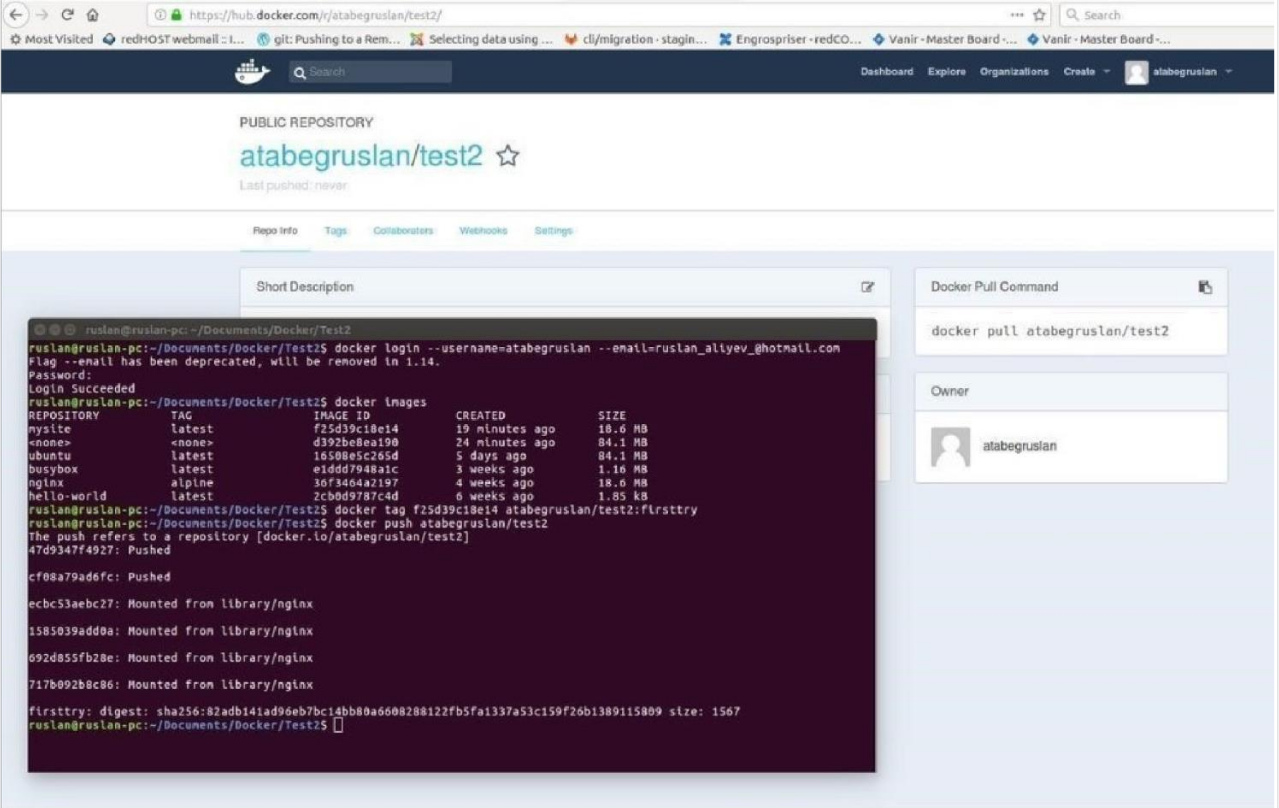 https://hub.docker.com/r/atabegruslan/test2/
Search
Most Visited redHOST webmail :: I... git: Pushing to a Rem... Selecting data using ... cli/migration · stagin... Engrospriser - redCO... Vanir - Master Board -... Vanir - Master Board -...
Search
Dashboard Explore Organizations Create atabegruslan
PUBLIC REPOSITORY
atabegruslan/test2
Last pushed: never
Repo Info Tags Collaborators Webhooks Settings
Short Description
Docker Pull Command
docker pull atabegruslan/test2
Owner
atabegruslan
ruslan@ruslan-pc: ~/Documents/Docker/Test2
ruslan@ruslan-pc:~/Documents/Docker/Test2$ docker login --username=atabegruslan --email=ruslan_aliyev_@hotmail.com
Flag --email has been deprecated, will be removed in 1.14.
Password:
Login Succeeded
ruslan@ruslan-pc:~/Documents/Docker/Test2$ docker images
REPOSITORY TAG IMAGE ID CREATED SIZE
mysite latest f25d39c18e14 19 minutes ago 18.6 MB
<none> <none> d392be8ea190 24 minutes ago 84.1 MB
ubuntu latest 16508e5c265d 5 days ago 84.1 MB
busybox latest e1ddd7948a1c 3 weeks ago 1.16 MB
nginx alpine 36f3464a2197 4 weeks ago 18.6 MB
hello-world latest 2cb0d9787c4d 6 weeks ago 1.85 kB
ruslan@ruslan-pc:~/Documents/Docker/Test2$ docker tag f25d39c18e14 atabegruslan/test2:firsttry
ruslan@ruslan-pc:~/Documents/Docker/Test2$ docker push atabegruslan/test2
The push refers to a repository [docker.io/atabegruslan/test2]
47d9347f4927: Pushed
cf08a79ad6fc: Pushed
ecbc53aebc27: Mounted from library/nginx
1585039add0a: Mounted from library/nginx
692d855fb28e: Mounted from library/nginx
717b092b8c86: Mounted from library/nginx
firsttry: digest: sha256:82adb141ad96eb7bc14bb80a6608288122fb5fa1337a53c159f26b1389115809 size: 1567
ruslan@ruslan-pc:~/Documents/Docker/Test2$